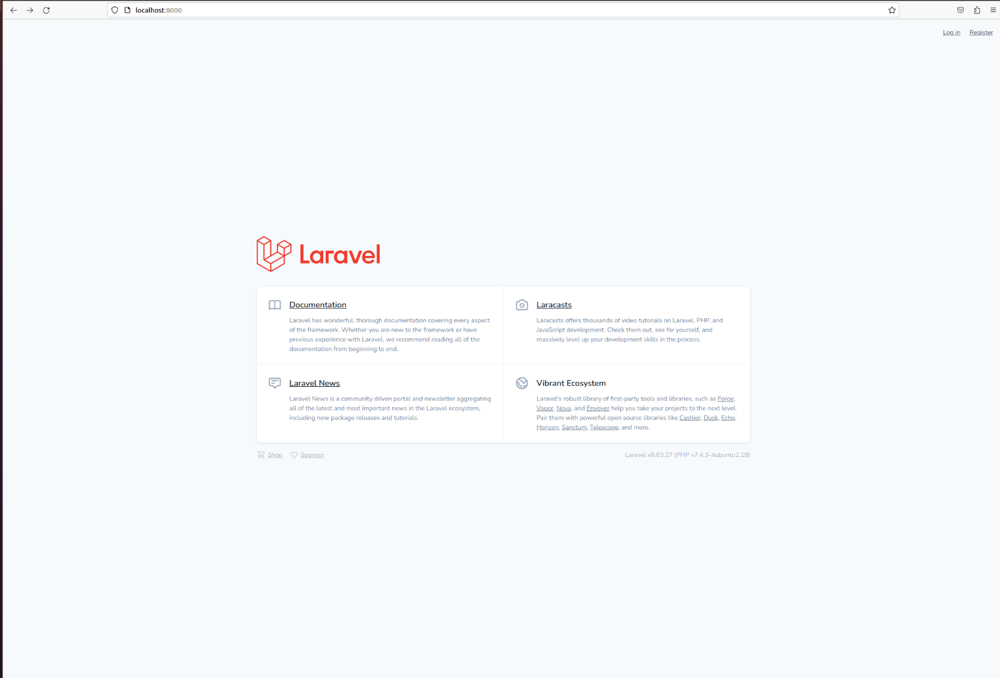 localhost:8000
Log in Register
Laravel
Documentation
Laravel has wonderful, thorough documentation covering every aspect
of the framework. Whether you are new to the framework or have
previous experience with Laravel, we recommend reading all of the
documentation from beginning to end.
Laracasts
Laracasts offers thousands of video tutorials on Laravel, PHP, and
JavaScript development. Check them out, see for yourself, and
massively level up your development skills in the process.
Laravel News
Laravel News is a community driven portal and newsletter aggregating
all of the latest and most important news in the Laravel ecosystem,
including new package releases and tutorials.
Vibrant Ecosystem
Laravel's robust library of first-party tools and libraries, such as Forge,
Vapor, Nova, and Envoyer help you take your projects to the next level.
Pair them with powerful open source libraries like Cashier, Dusk, Echo,
Horizon, Sanctum, Telescope, and more.
Shop Sponsor
Laravel v8.83.27 (PHP v7.4.3-4ubuntu2.18)